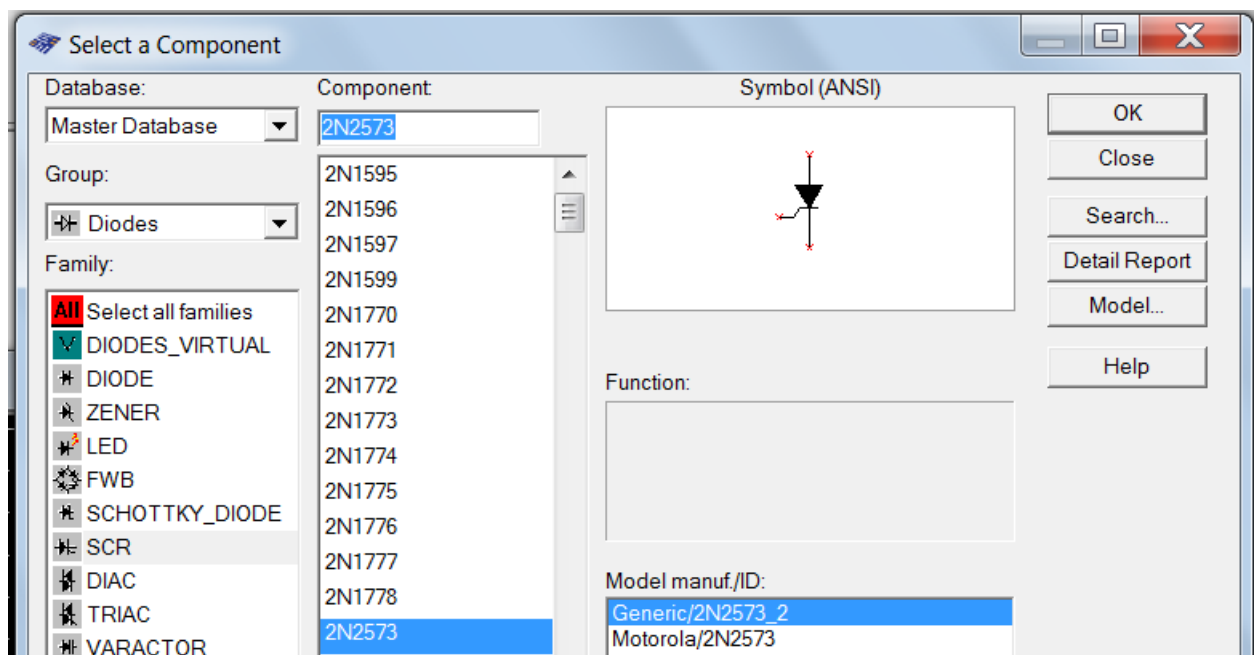 Select a Component
Database:
Master Database
Group:
Diodes
Family:
All Select all families
DIODES_VIRTUAL
DIODE
ZENER
LED
FWB
SCHOTTKY_DIODE
SCR
DIAC
TRIAC
VARACTOR
Component:
2N2573
2N1595
2N1596
2N1597
2N1599
2N1770
2N1771
2N1772
2N1773
2N1774
2N1775
2N1776
2N1777
2N1778
2N2573
Symbol (ANSI)
Function:
Model manuf./ID:
Generic/2N2573_2
Motorola/2N2573
OK
Close
Search...
Detail Report
Model...
Help